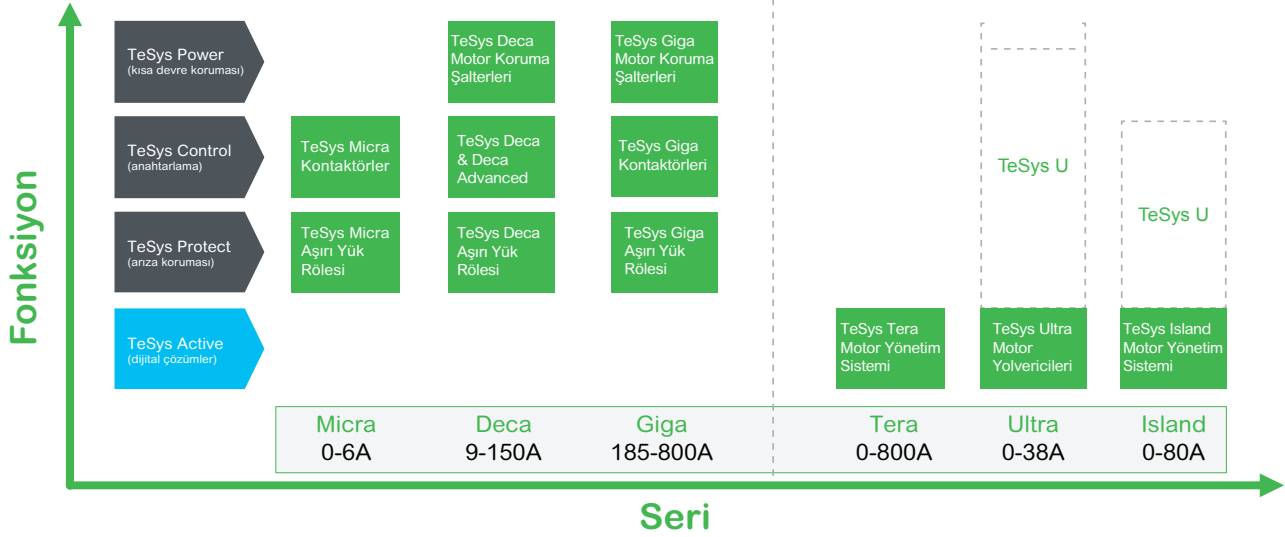 TeSys Power
(kısa devre koruması)
TeSys Deca
Motor Koruma
Şalterleri
TeSys Giga
Motor Koruma
Şalterleri
TeSys Control
(anahtarlama)
TeSys Micra
Kontaktörler
TeSys Deca
& Deca
Advanced
TeSys Giga
Kontaktörleri
TeSys U
TeSys U
TeSys Protect
(arıza koruması)
TeSys Micra
Aşırı Yük
Rölesi
TeSys Deca
Aşırı Yük
Rölesi
TeSys Giga
Aşırı Yük
Rölesi
TeSys Active
(dijital çözümler)
TeSys Tera
Motor Yönetim
Sistemi
TeSys Ultra
Motor
Yolvericileri
TeSys Island
Motor Yönetim
Sistemi
Fonksiyon
Micra
0-6A
Deca
9-150A
Giga
185-800A
Tera
0-800A
Ultra
0-38A
Island
0-80A
Seri